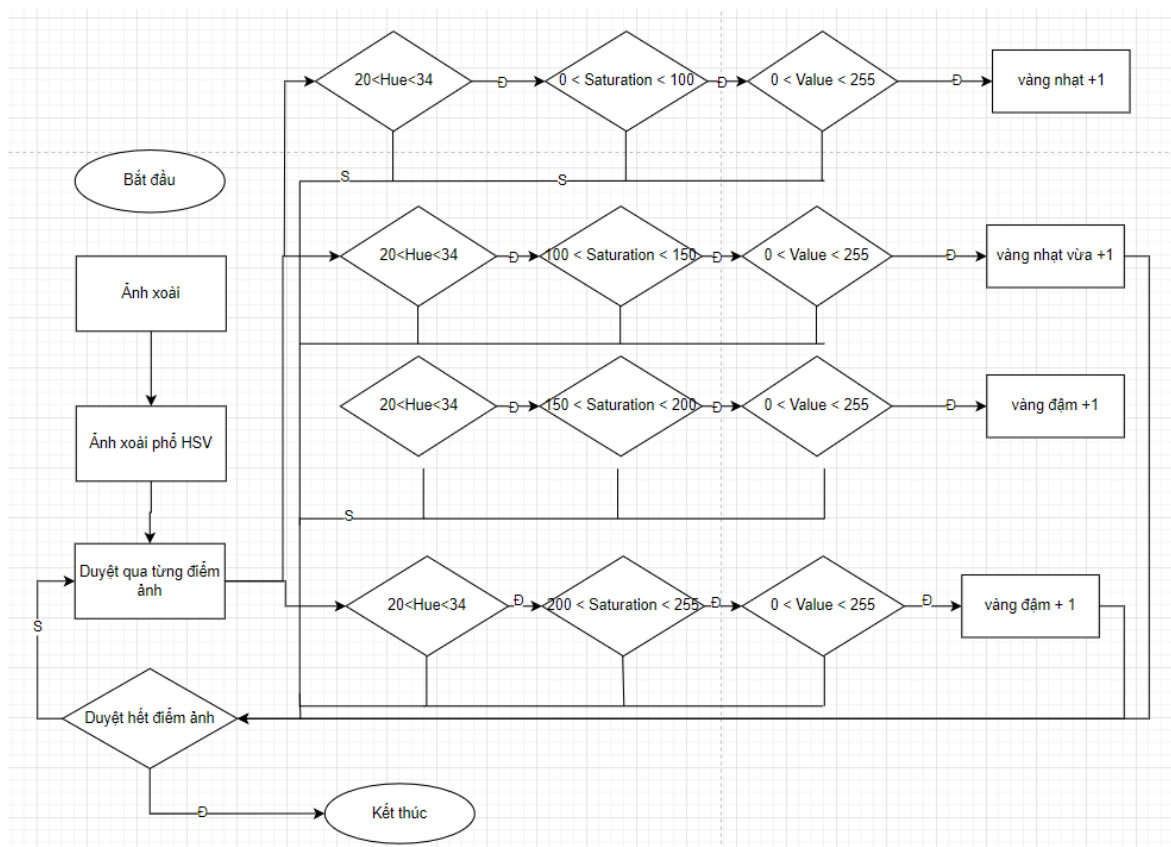 20<Hue<34
Đ
0 < Saturation < 100
Đ
0 < Value < 255
Đ
vàng nhạt +1
S
S
Bắt đầu
20<Hue<34
Đ
100 < Saturation < 150
Đ
0 < Value < 255
Đ
vàng nhạt vừa +1
Ảnh xoài
20<Hue<34
Đ
150 < Saturation < 200
Đ
0 < Value < 255
Đ
vàng đậm +1
Ảnh xoài phổ HSV
S
Duyệt qua từng điểm
ảnh
20<Hue<34
Đ
200 < Saturation < 255
Đ
0 < Value < 255
Đ
vàng đậm + 1
S
Duyệt hết điểm ảnh
Đ
Kết thúc